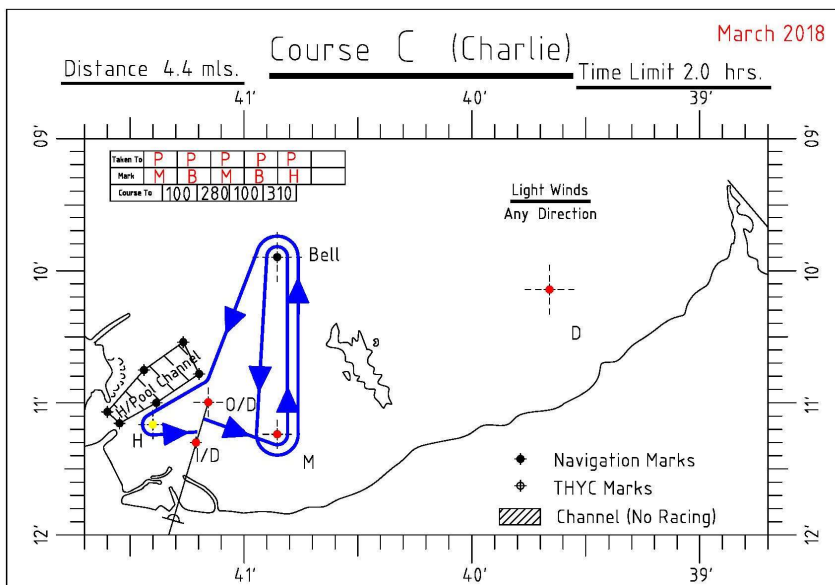 March 2018
Course C (Charlie)
Distance 4.4 mls.
Time Limit 2.0 hrs.
41' 40' 39'
09' 09'
Taken To P P P P P
Mark M B M B H
Course To 100 280 100 310
Light Winds
Any Direction
Bell
10' 10'
D
H/Pool Channel
O/D
11' 11'
H
I/D
M
Navigation Marks
THYC Marks
Channel (No Racing)
12' 12'
41' 40' 39'